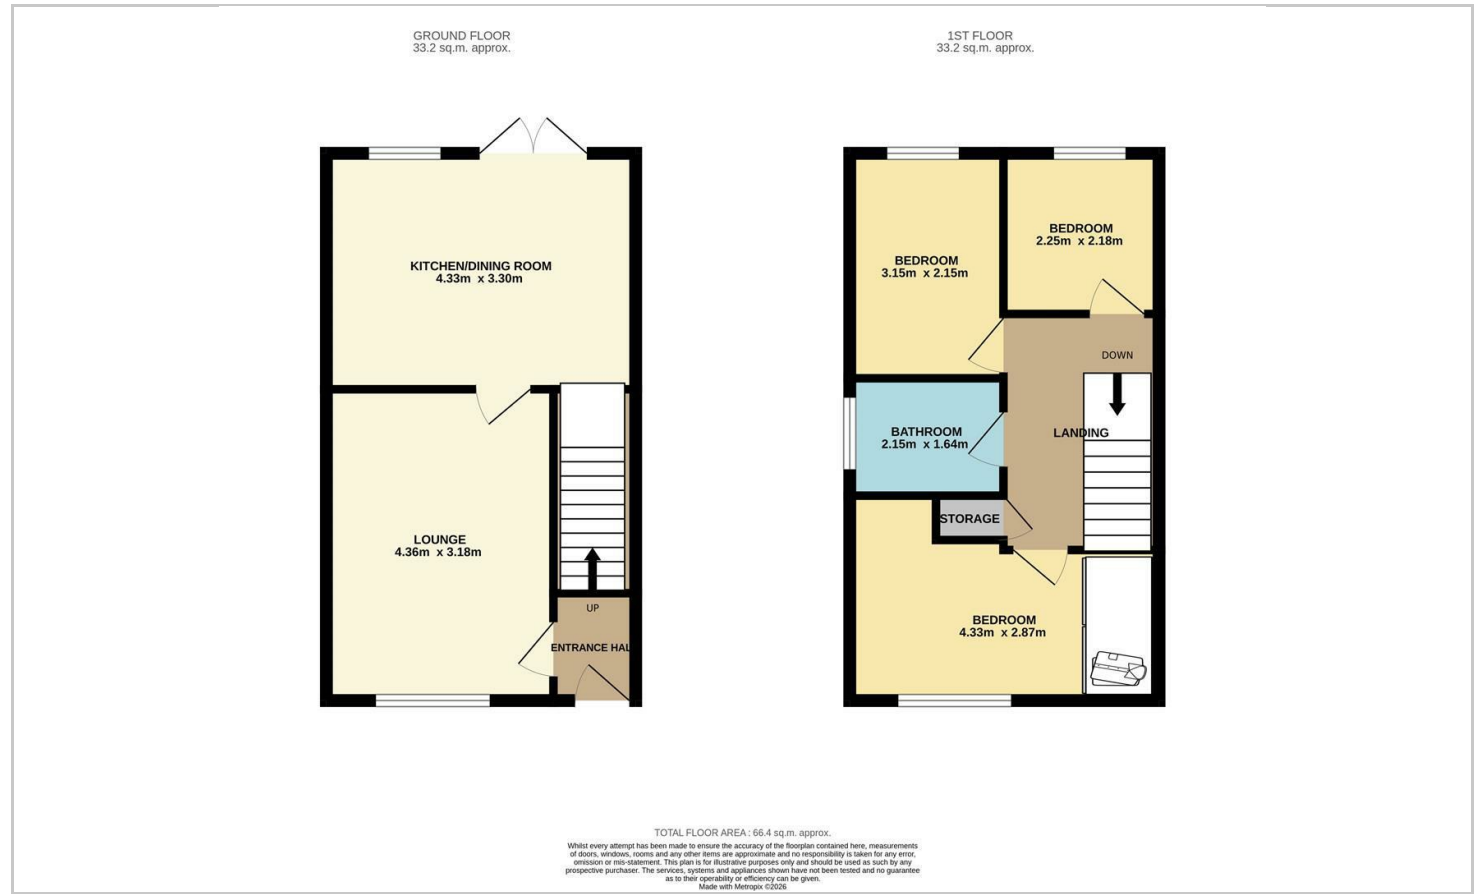 GROUND FLOOR
33.2 sq.m. approx.
1ST FLOOR
33.2 sq.m. approx.
KITCHEN/DINING ROOM
4.33m x 3.30m
LOUNGE
4.36m x 3.18m
UP
ENTRANCE HAL
BEDROOM
3.15m x 2.15m
BEDROOM
2.25m x 2.18m
DOWN
BATHROOM
2.15m x 1.64m
LANDING
STORAGE
BEDROOM
4.33m x 2.87m
TOTAL FLOOR AREA : 66.4 sq.m. approx.
Whilst every attempt has been made to ensure the accuracy of the floorplan contained here, measurements
of doors, windows, rooms and any other items are approximate and no responsibility is taken for any error,
omission or mis-statement. This plan is for illustrative purposes only and should be used as such by any
prospective purchaser. The services, systems and appliances shown have not been tested and no guarantee
as to their operability or efficiency can be given.
Made with Metropix ©2026